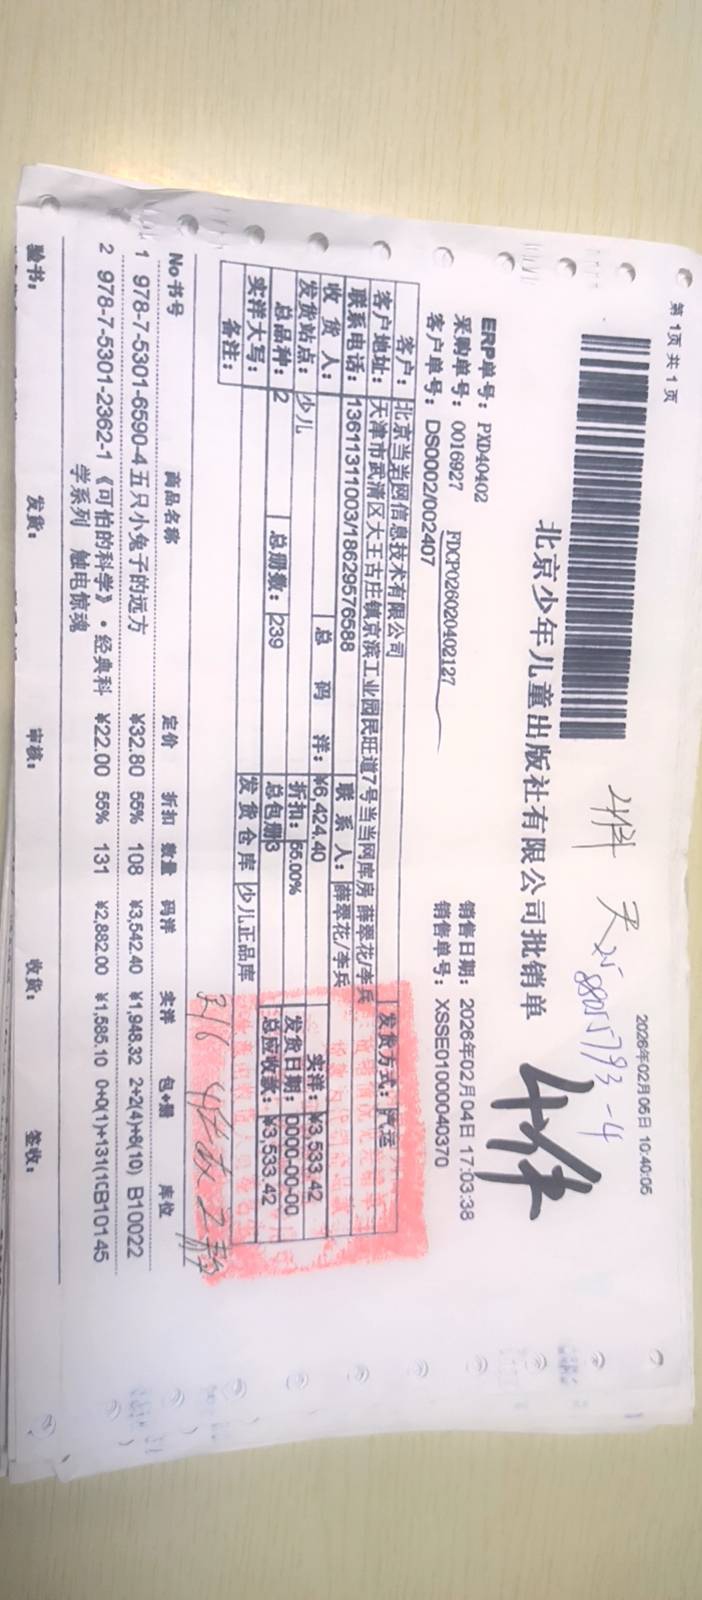 第 1页 共 1 页
2026年02月05日 10:40:05
4件 天25 88055793-4
北京少年儿童出版社有限公司批销单
4件
ERP单号: PXD40402
采购单号: 0016927 FDCP026020402127
销售日期: 2026年02月04日 17:03:38
客户单号: DS0002/002407
销售单号: XSSE01000040370
客户: 北京当当网信息技术有限公司
发货方式: 汽运
客户地址: 天津市武清区大王古庄镇京滨工业园民旺道7号当当网库房 薛翠花/李兵
联系电话: 13611311003/18629576588
联系人: 薛翠花/李兵
收货人:
总码洋: ¥6,424.40
实洋: ¥3,533.42
发货站点: 少儿
折扣: 55.00%
发货日期: 0000-00-00
总品种: 2
总册数: 239
总包册 3
总应收款: ¥3,533.42
实洋大写:
发货仓库 少儿正品库
备注:
2/6 4件
No 书号 商品名称 定价 折扣 数量 码洋 实洋 包+册 库位
1 978-7-5301-6590-4 五只小兔子的远方 ¥32.80 55% 108 ¥3,542.40 ¥1,948.32 2+2(4)+8(10) B10022
2 978-7-5301-2362-1 《可怕的科学》·经典科 ¥22.00 55% 131 ¥2,882.00 ¥1,585.10 0+0(1)+131(1CB10145
学系列 触电惊魂
验书: 发货: 审核: 收货: 签收: